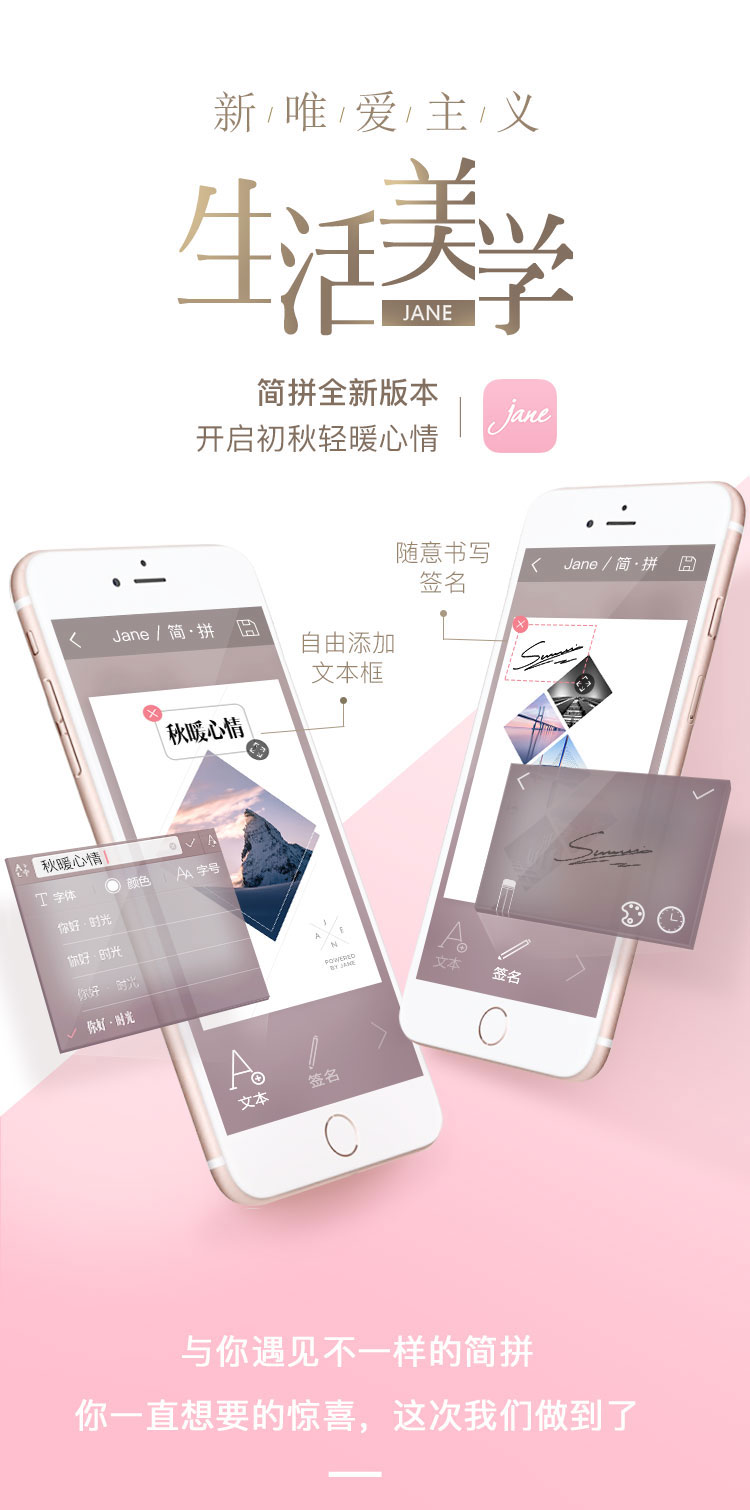 新/唯/爱/主/义
生活美学
JANE
简拼全新版本
开启初秋轻暖心情
jane
随意书写
签名
自由添加
文本框
Jane / 简·拼
秋暖心情
J
A E
N
POWERED
BY JANE
秋暖心情
字体
颜色
AA 字号
你好·时光
你好·时光
你好·时光
你好·时光
A
文本
签名
Jane / 简·拼
A
文本
签名
与你遇见不一样的简拼
你一直想要的惊喜，这次我们做到了